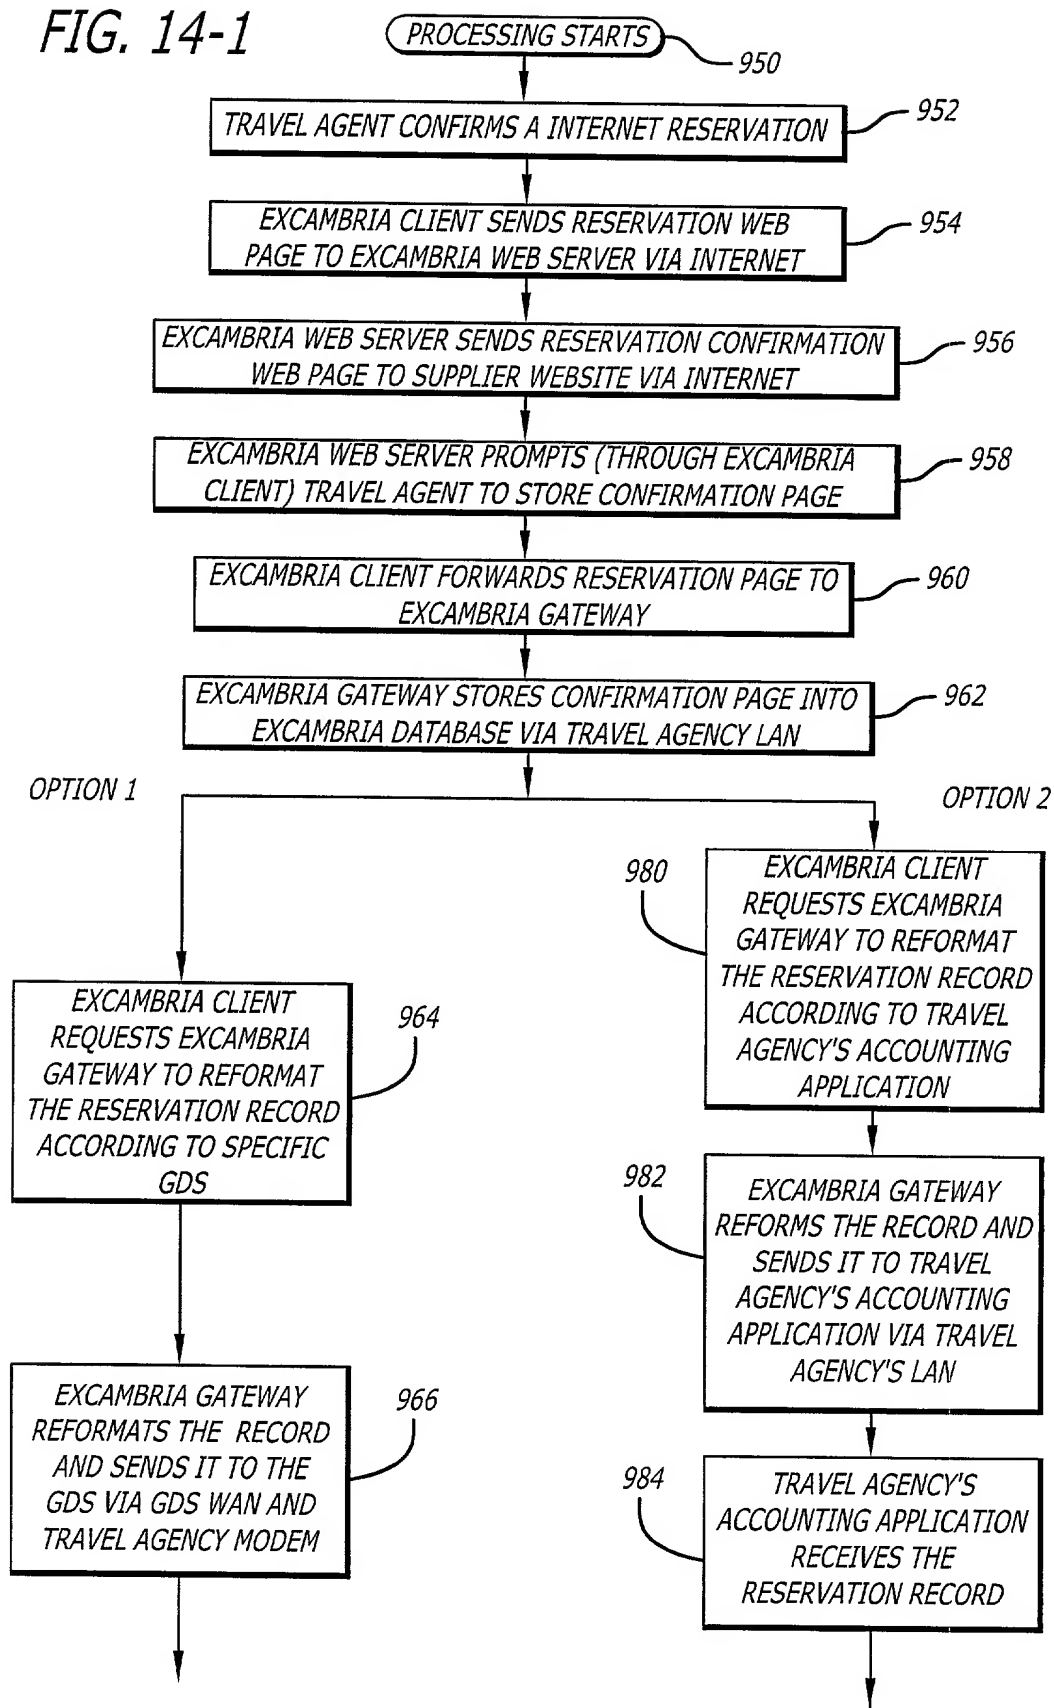 FIG. 14-1
PROCESSING STARTS
950
TRAVEL AGENT CONFIRMS A INTERNET RESERVATION
952
EXCAMBRIA CLIENT SENDS RESERVATION WEB
PAGE TO EXCAMBRIA WEB SERVER VIA INTERNET
954
EXCAMBRIA WEB SERVER SENDS RESERVATION CONFIRMATION
WEB PAGE TO SUPPLIER WEBSITE VIA INTERNET
956
EXCAMBRIA WEB SERVER PROMPTS (THROUGH EXCAMBRIA
CLIENT) TRAVEL AGENT TO STORE CONFIRMATION PAGE
958
EXCAMBRIA CLIENT FORWARDS RESERVATION PAGE TO
EXCAMBRIA GATEWAY
960
EXCAMBRIA GATEWAY STORES CONFIRMATION PAGE INTO
EXCAMBRIA DATABASE VIA TRAVEL AGENCY LAN
962
OPTION 1
EXCAMBRIA CLIENT
REQUESTS EXCAMBRIA
GATEWAY TO REFORMAT
THE RESERVATION RECORD
ACCORDING TO SPECIFIC
GDS
964
EXCAMBRIA GATEWAY
REFORMATS THE RECORD
AND SENDS IT TO THE
GDS VIA GDS WAN AND
TRAVEL AGENCY MODEM
966
OPTION 2
980
EXCAMBRIA CLIENT
REQUESTS EXCAMBRIA
GATEWAY TO REFORMAT
THE RESERVATION RECORD
ACCORDING TO TRAVEL
AGENCY'S ACCOUNTING
APPLICATION
982
EXCAMBRIA GATEWAY
REFORMS THE RECORD AND
SENDS IT TO TRAVEL
AGENCY'S ACCOUNTING
APPLICATION VIA TRAVEL
AGENCY'S LAN
984
TRAVEL AGENCY'S
ACCOUNTING APPLICATION
RECEIVES THE
RESERVATION RECORD